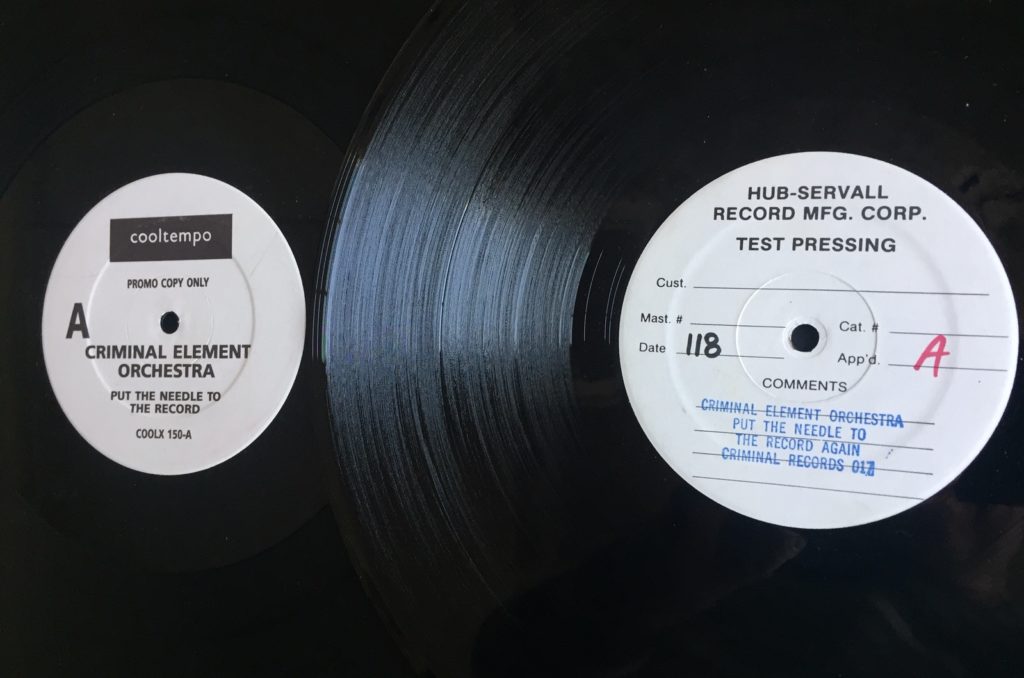 cooltempo
PROMO COPY ONLY
A
CRIMINAL ELEMENT
ORCHESTRA
PUT THE NEEDLE TO
THE RECORD
COOLX 150-A
HUB-SERVALL
RECORD MFG. CORP.
TEST PRESSING
Cust.
Mast. #
Cat. #
Date 118
App'd. A
COMMENTS
CRIMINAL ELEMENT ORCHESTRA
PUT THE NEEDLE TO
THE RECORD AGAIN
CRIMINAL RECORDS